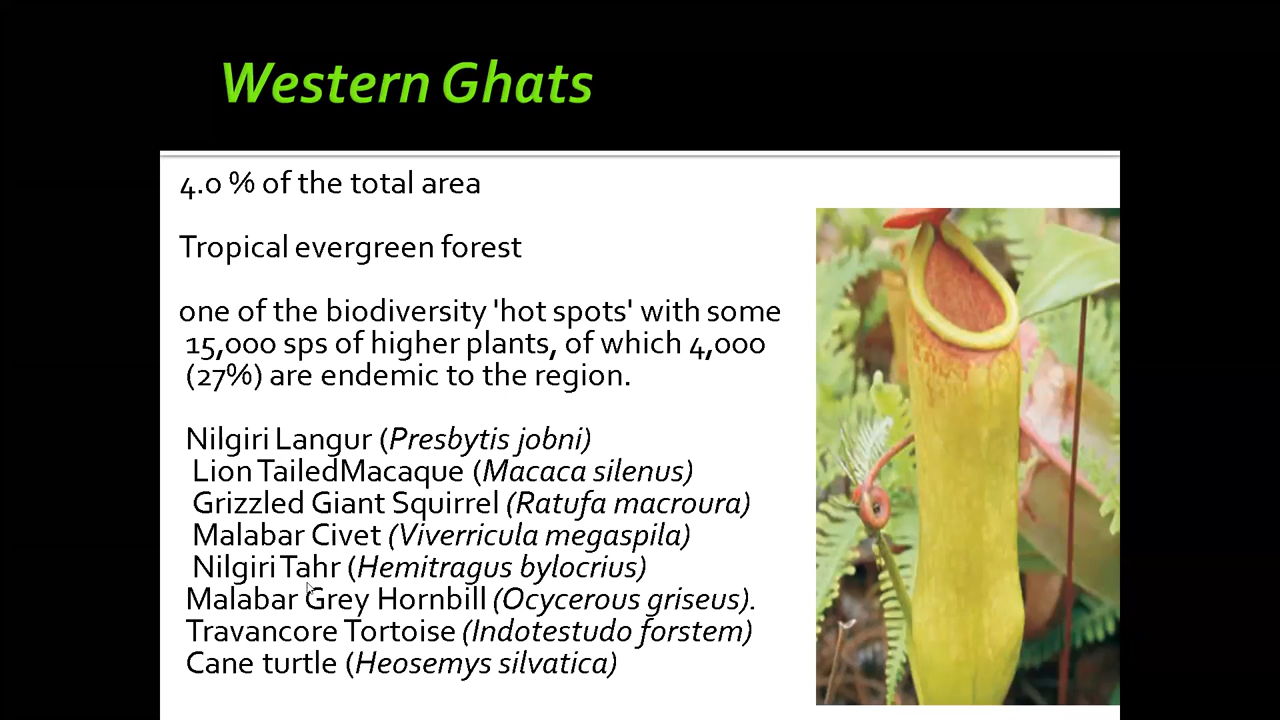 Western Ghats
4.0 % of the total area
Tropical evergreen forest
one of the biodiversity 'hot spots' with some
15,000 sps of higher plants, of which 4,000
(27%) are endemic to the region.
Nilgiri Langur (Presbytis jobni)
Lion TailedMacaque (Macaca silenus)
Grizzled Giant Squirrel (Ratufa macroura)
Malabar Civet (Viverricula megaspila)
Nilgiri Tahr (Hemitragus bylocrius)
Malabar Grey Hornbill (Ocycerous griseus).
Travancore Tortoise (Indotestudo forstem)
Cane turtle (Heosemys silvatica)